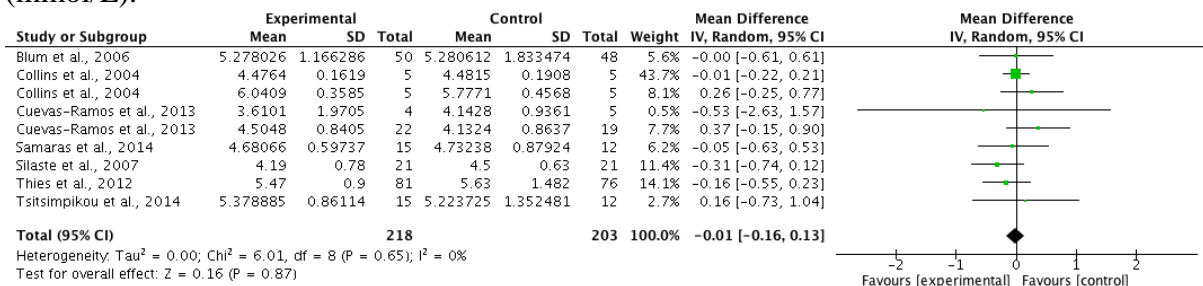 (mmol/L).
Experimental Control Mean Difference Mean Difference
Study or Subgroup Mean SD Total Mean SD Total Weight IV, Random, 95% CI IV, Random, 95% CI
Blum et al., 2006 5.278026 1.166286 50 5.280612 1.833474 48 5.6% -0.00 [-0.61, 0.61]
Collins et al., 2004 4.4764 0.1619 5 4.4815 0.1908 5 43.7% -0.01 [-0.22, 0.21]
Collins et al., 2004 6.0409 0.3585 5 5.7771 0.4568 5 8.1% 0.26 [-0.25, 0.77]
Cuevas-Ramos et al., 2013 3.6101 1.9705 4 4.1428 0.9361 5 0.5% -0.53 [-2.63, 1.57]
Cuevas-Ramos et al., 2013 4.5048 0.8405 22 4.1324 0.8637 19 7.7% 0.37 [-0.15, 0.90]
Samaras et al., 2014 4.68066 0.59737 15 4.73238 0.87924 12 6.2% -0.05 [-0.63, 0.53]
Silaste et al., 2007 4.19 0.78 21 4.5 0.63 21 11.4% -0.31 [-0.74, 0.12]
Thies et al., 2012 5.47 0.9 81 5.63 1.482 76 14.1% -0.16 [-0.55, 0.23]
Tsitsimpikou et al., 2014 5.378885 0.86114 15 5.223725 1.352481 12 2.7% 0.16 [-0.73, 1.04]
Total (95% CI) 218 203 100.0% -0.01 [-0.16, 0.13]
Heterogeneity: Tau² = 0.00; Chi² = 6.01, df = 8 (P = 0.65); I² = 0%
Test for overall effect: Z = 0.16 (P = 0.87)
-2 -1 0 1 2
Favours [experimental] Favours [control]